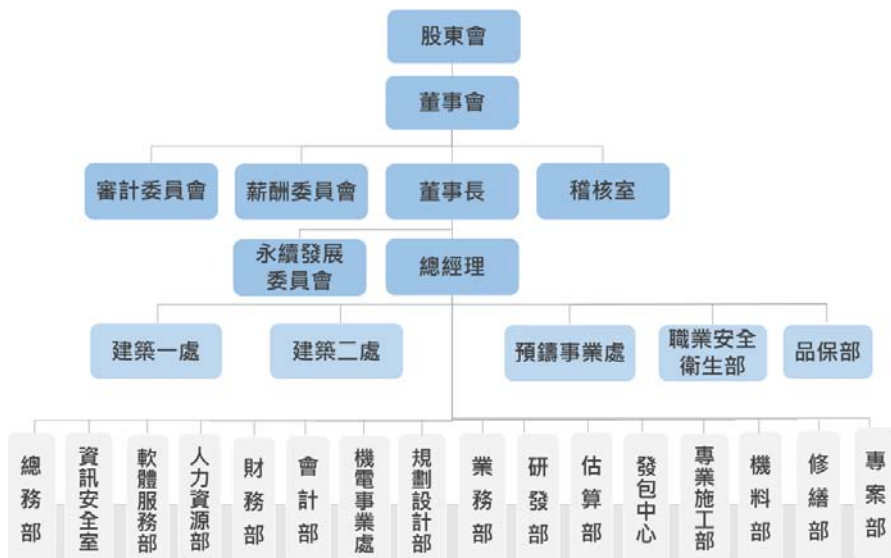 股東會
董事會
審計委員會
薪酬委員會
董事長
稽核室
永續發展
委員會
總經理
建築一處
建築二處
預鑄事業處
職業安全
衛生部
品保部
總務部
資訊安全室
軟體服務部
人力資源部
財務部
會計部
機電事業處
規劃設計部
業務部
研發部
估算部
發包中心
專業施工部
機料部
修繕部
專案部